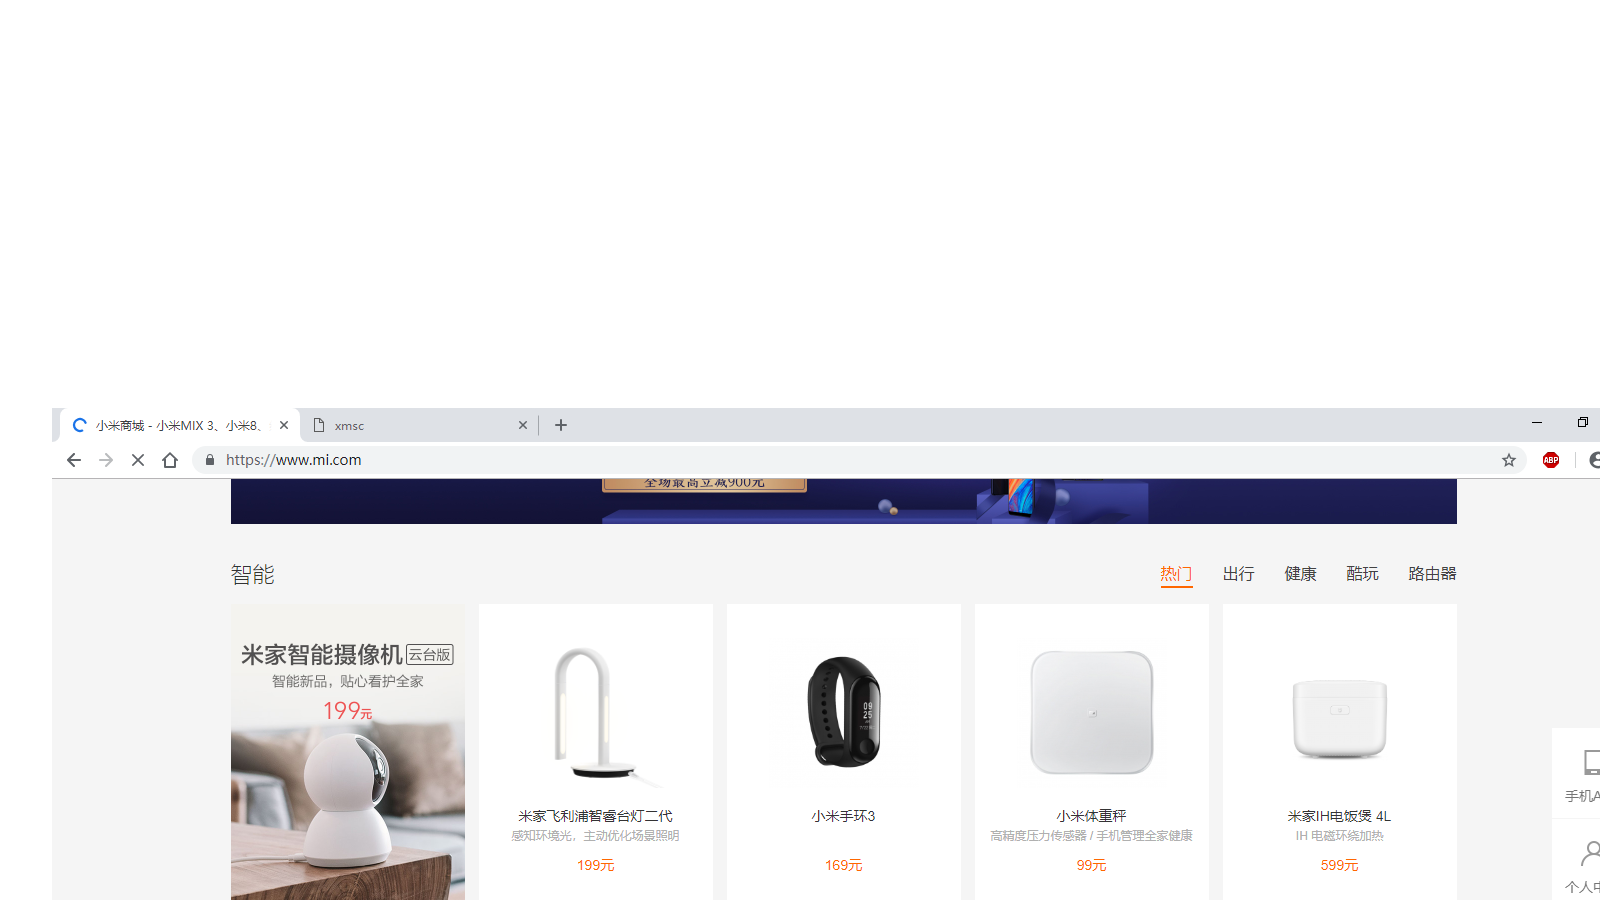 小米商城 - 小米MIX 3、小米8、
xmsc
https://www.mi.com
ABP
全场最高立减900元
智能
热门 出行 健康 酷玩 路由器
米家智能摄像机 云台版
智能新品，贴心看护全家
199元
09
25
米家飞利浦智睿台灯二代
感知环境光，主动优化场景照明
199元
小米手环3
169元
小米体重秤
高精度压力传感器 / 手机管理全家健康
99元
米家IH电饭煲 4L
IH 电磁环绕加热
599元
手机A
个人中